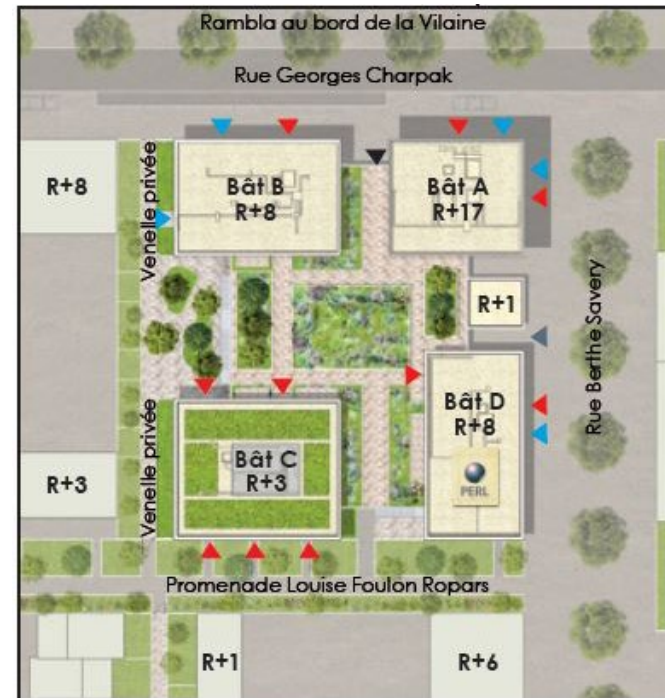 Rambla au bord de la Vilaine
Rue Georges Charpak
R+8
Venelle privée
Bât B
R+8
Bât A
R+17
R+1
Rue Berthe Savery
Bât D
R+8
PERL
Venelle privée
Bât C
R+3
R+3
Promenade Louise Foulon Ropars
R+1
R+6